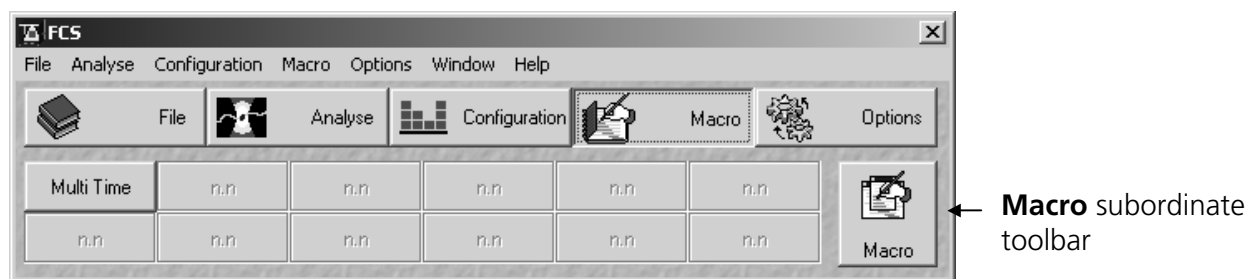 FCS
File Analyse Configuration Macro Options Window Help
File Analyse Configuration Macro Options
Multi Time n.n n.n n.n n.n n.n
n.n n.n n.n n.n n.n n.n
Macro
Macro subordinate
toolbar